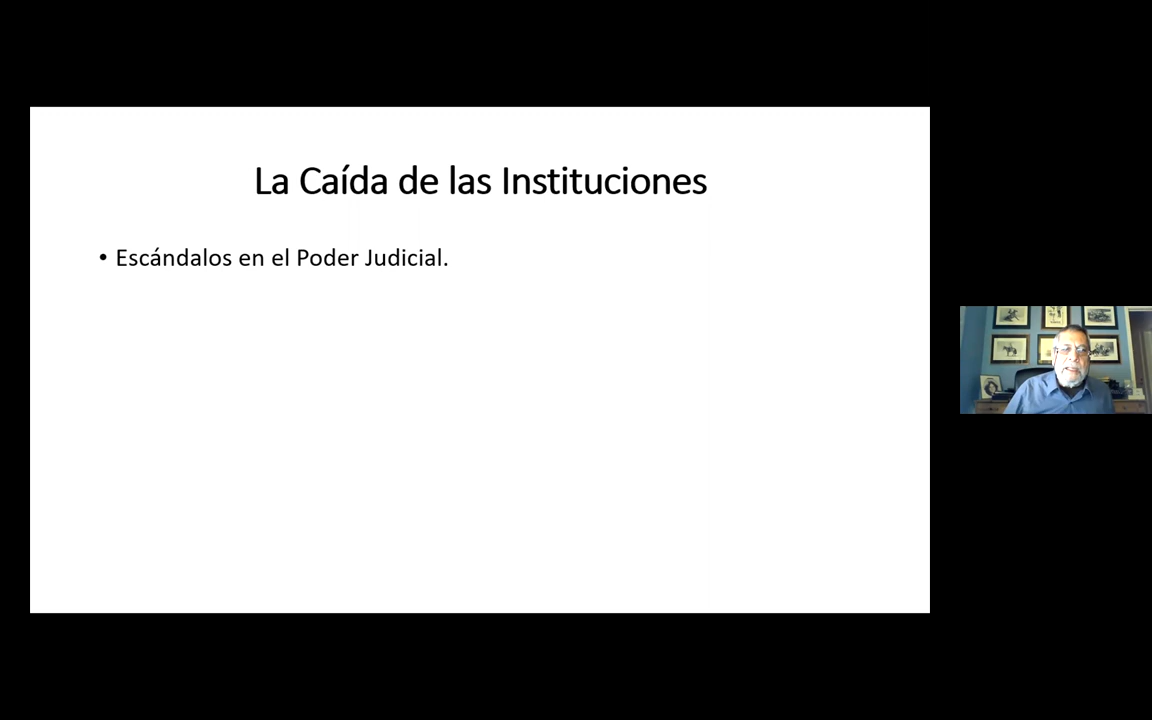 La Caída de las Instituciones
• Escándalos en el Poder Judicial.